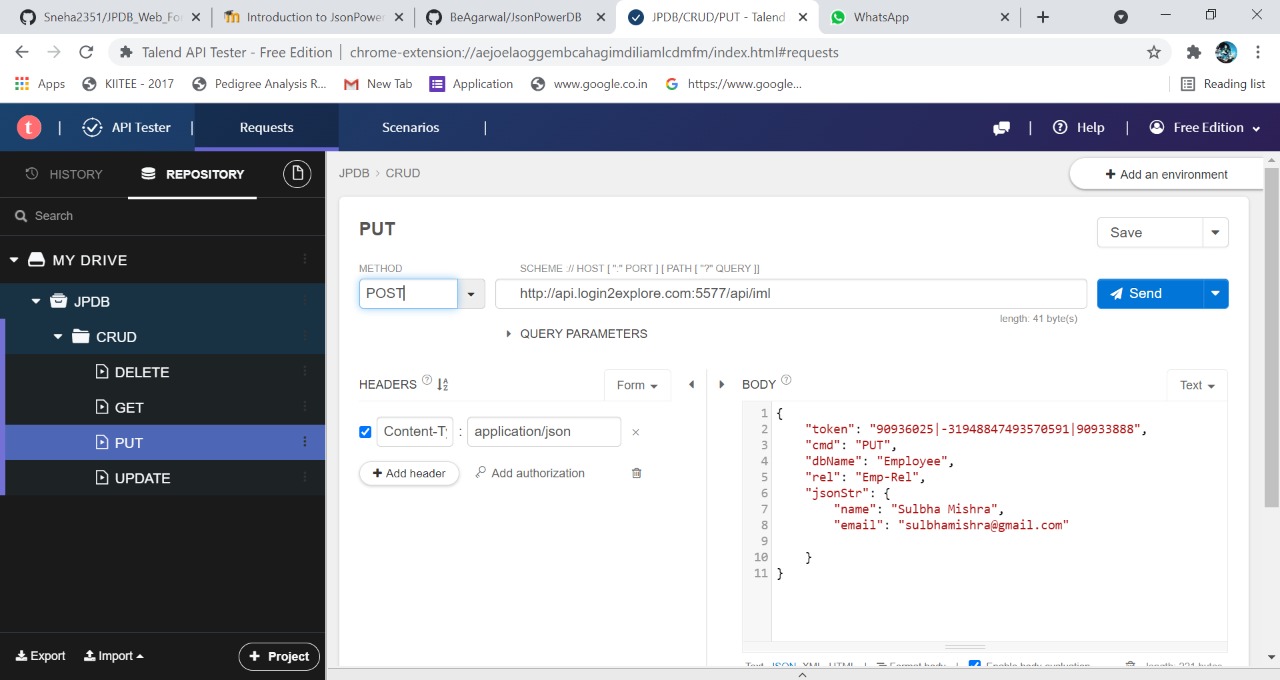 Sneha2351/JPDB_Web_Fo
Introduction to JsonPower
BeAgarwal/JsonPowerDB
JPDB/CRUD/PUT - Talend
WhatsApp
Talend API Tester - Free Edition | chrome-extension://aejoelaoggembcahagimdiliamlcdmfm/index.html#requests
Apps
KIITEE - 2017
Pedigree Analysis R...
New Tab
Application
www.google.co.in
https://www.google...
Reading list
t | API Tester |
Requests
Scenarios |
| Help | Free Edition
HISTORY
REPOSITORY
JPDB › CRUD
Add an environment
Search
PUT
Save
MY DRIVE
METHOD
SCHEME :// HOST [ ":" PORT ] [ PATH [ "?" QUERY ]]
POST
http://api.login2explore.com:5577/api/iml
Send
length: 41 byte(s)
QUERY PARAMETERS
JPDB
CRUD
DELETE
GET
PUT
UPDATE
HEADERS ?
Form
BODY ?
Text
Content-Ty : application/json ×
+ Add header
Add authorization
1 {
2 "token": "90936025|-31948847493570591|90933888",
3 "cmd": "PUT",
4 "dbName": "Employee",
5 "rel": "Emp-Rel",
6 "jsonStr": {
7 "name": "Sulbha Mishra",
8 "email": "sulbhamishra@gmail.com"
9
10 }
11 }
Text JSON XML HTML | Format body | Enable body evaluation length: 221 bytes
Export
Import
+ Project